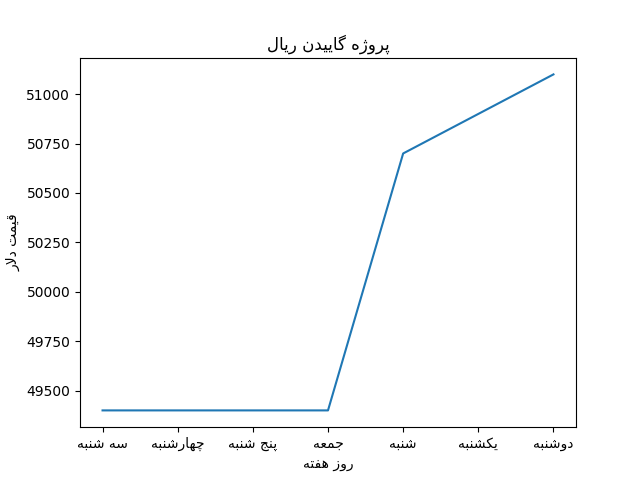 پروژه گاییدن ریال
قیمت دلار
51000
50750
50500
50250
50000
49750
49500
سه شنبه
چهارشنبه
پنج شنبه
جمعه
شنبه
یکشنبه
دوشنبه
روز هفته